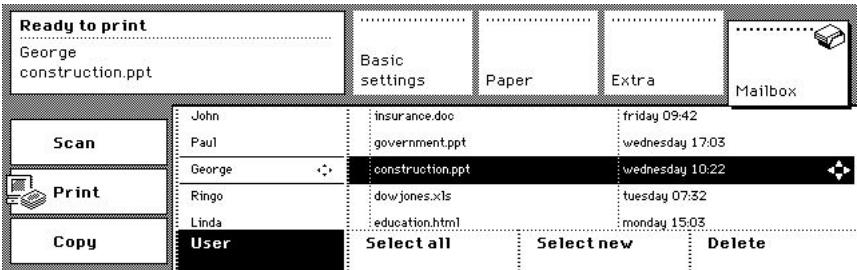 Ready to print
George
construction.ppt
Basic
settings
Paper
Extra
Mailbox
Scan
Print
Copy
John insurance.doc friday 09:42
Paul government.ppt wednesday 17:03
George construction.ppt wednesday 10:22
Ringo dowjones.xls tuesday 07:32
Linda education.html monday 15:03
User Select all Select new Delete